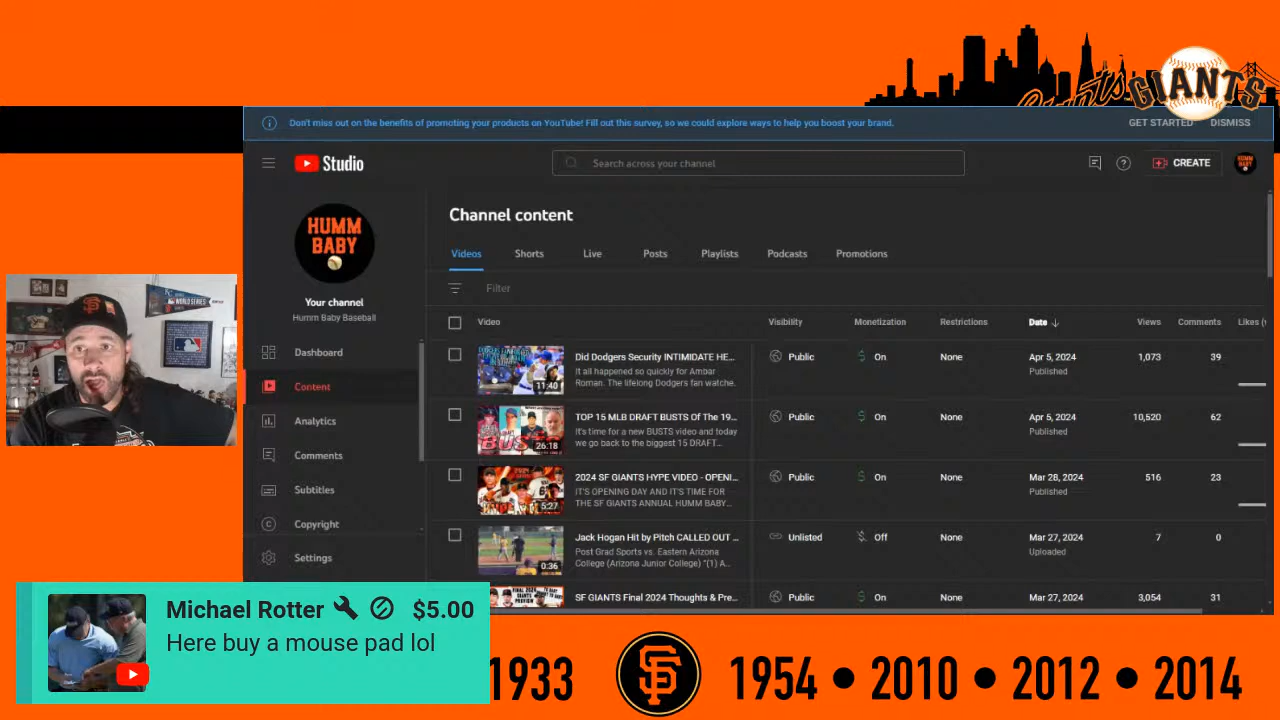 GIANTS
Don't miss out on the benefits of promoting your products on YouTube! Fill out this survey, so we could explore ways to help you boost your brand.
GET STARTED
DISMISS
Studio
Search across your channel
CREATE
HUMM
BABY
Your channel
Humm Baby Baseball
Dashboard
Content
Analytics
Comments
Subtitles
Copyright
Settings
Channel content
Videos Shorts Live Posts Playlists Podcasts Promotions
Filter
Video Visibility Monetization Restrictions Date Views Comments Likes (v
11:40
Did Dodgers Security INTIMIDATE HE... Public On None Apr 5, 2024 1,073 39
It all happened so quickly for Ambar Published
Roman. The lifelong Dodgers fan watche.
26:18
TOP 15 MLB DRAFT BUSTS Of The 19... Public On None Apr 5, 2024 10,520 62
It's time for a new BUSTS video and today Published
we go back to the biggest 15 DRAFT...
5:27
2024 SF GIANTS HYPE VIDEO - OPENI... Public On None Mar 28, 2024 516 23
IT'S OPENING DAY AND IT'S TIME FOR Published
THE SF GIANTS ANNUAL HUMM BABY...
0:36
Jack Hogan Hit by Pitch CALLED OUT ... Unlisted Off None Mar 27, 2024 7 0
Post Grad Sports vs. Eastern Arizona Uploaded
College (Arizona Junior College) "(1) A...
SF GIANTS Final 2024 Thoughts & Pre... Public On None Mar 27, 2024 3,054 31
WORLD SERIES
Michael Rotter $5.00
Here buy a mouse pad lol
1933 SF 1954 • 2010 • 2012 • 2014